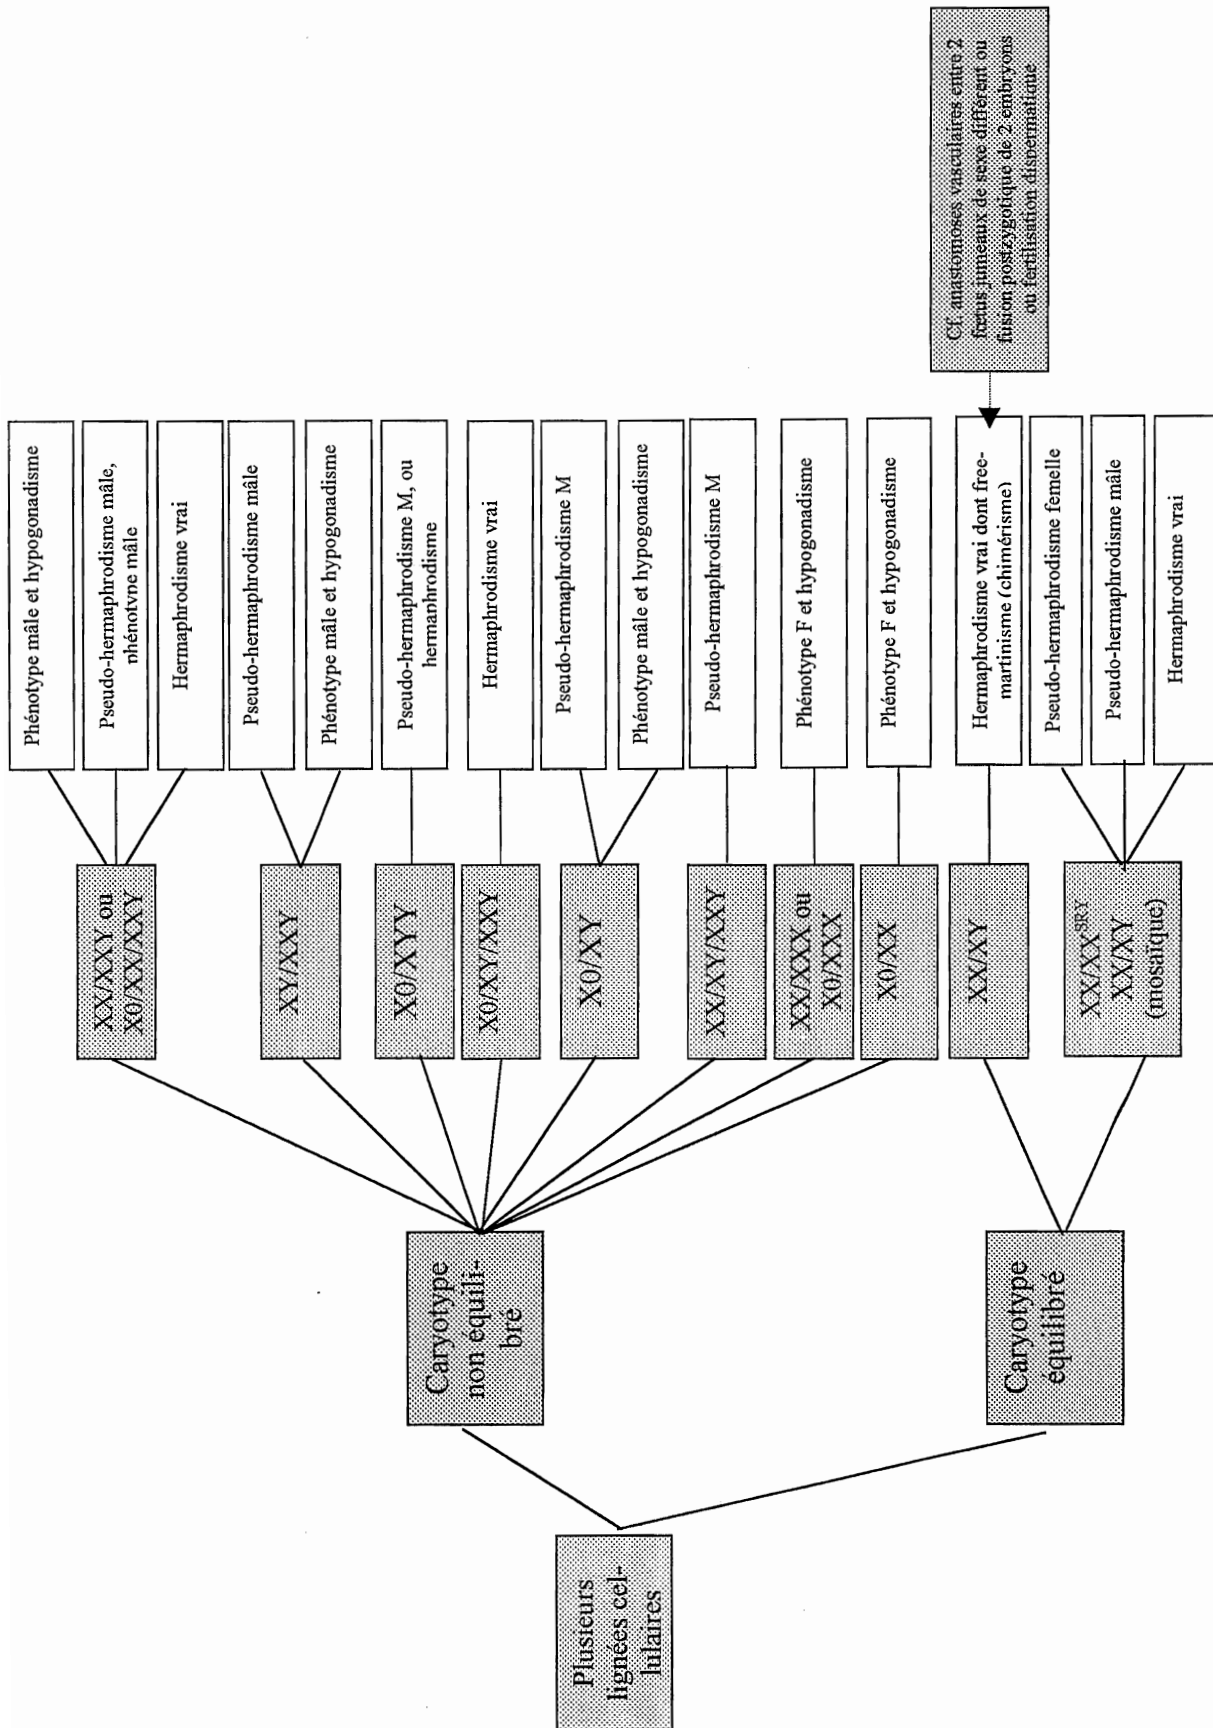 Plusieurs
lignées cel-
lulaires
Caryotype
non équili-
bré
Caryotype
équilibré
XX/XXY ou
X0/XX/XXY
XY/XXY
X0/XYY
X0/XY/XXY
X0/XY
XX/XY/XXY
XX/XXX ou
X0/XXX
X0/XX
XX/XY
XX/XX^SRY
XX/XY
(mosaïque)
Phénotype mâle et hypogonadisme
Pseudo-hermaphrodisme mâle,
phénotype mâle
Hermaphrodisme vrai
Pseudo-hermaphrodisme mâle
Phénotype mâle et hypogonadisme
Pseudo-hermaphrodisme M, ou
hermaphrodisme
Hermaphrodisme vrai
Pseudo-hermaphrodisme M
Phénotype mâle et hypogonadisme
Pseudo-hermaphrodisme M
Phénotype F et hypogonadisme
Phénotype F et hypogonadisme
Hermaphrodisme vrai dont free-
martinisme (chimérisme)
Pseudo-hermaphrodisme femelle
Pseudo-hermaphrodisme mâle
Hermaphrodisme vrai
Cf. anastomoses vasculaires entre 2
fœtus jumeaux de sexe différent ou
fusion postzygotique de 2 embryons
ou fertilisation dispermatique